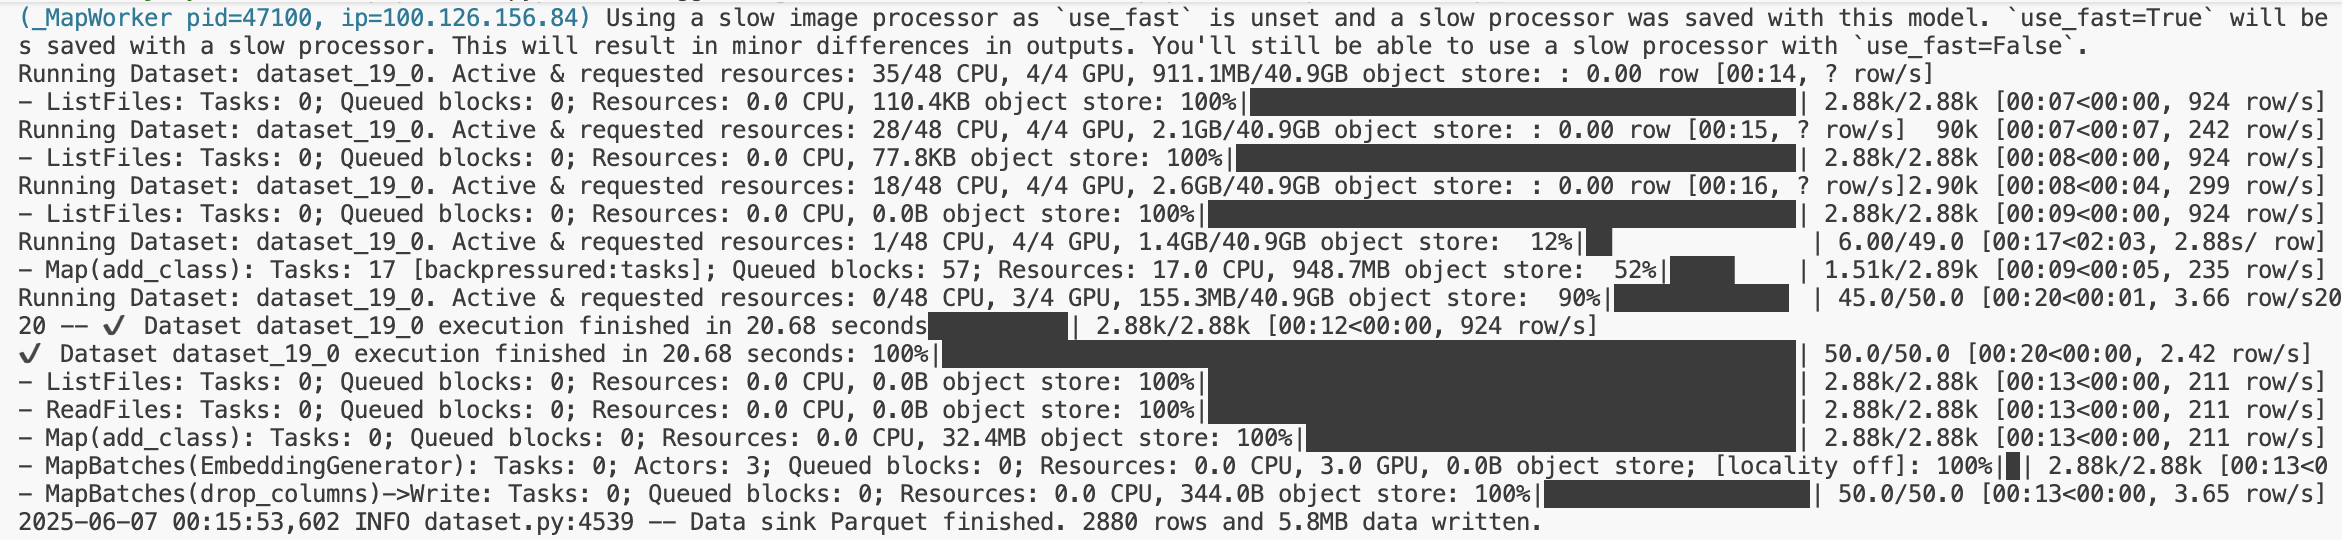 (_MapWorker pid=47100, ip=100.126.156.84) Using a slow image processor as `use_fast` is unset and a slow processor was saved with this model. `use_fast=True` will be
s saved with a slow processor. This will result in minor differences in outputs. You'll still be able to use a slow processor with `use_fast=False`.
Running Dataset: dataset_19_0. Active & requested resources: 35/48 CPU, 4/4 GPU, 911.1MB/40.9GB object store: : 0.00 row [00:14, ? row/s]
- ListFiles: Tasks: 0; Queued blocks: 0; Resources: 0.0 CPU, 110.4KB object store: 100%| | 2.88k/2.88k [00:07<00:00, 924 row/s]
Running Dataset: dataset_19_0. Active & requested resources: 28/48 CPU, 4/4 GPU, 2.1GB/40.9GB object store: : 0.00 row [00:15, ? row/s]  90k [00:07<00:07, 242 row/s]
- ListFiles: Tasks: 0; Queued blocks: 0; Resources: 0.0 CPU, 77.8KB object store: 100%| | 2.88k/2.88k [00:08<00:00, 924 row/s]
Running Dataset: dataset_19_0. Active & requested resources: 18/48 CPU, 4/4 GPU, 2.6GB/40.9GB object store: : 0.00 row [00:16, ? row/s]2.90k [00:08<00:04, 299 row/s]
- ListFiles: Tasks: 0; Queued blocks: 0; Resources: 0.0 CPU, 0.0B object store: 100%| | 2.88k/2.88k [00:09<00:00, 924 row/s]
Running Dataset: dataset_19_0. Active & requested resources: 1/48 CPU, 4/4 GPU, 1.4GB/40.9GB object store:  12%| | 6.00/49.0 [00:17<02:03, 2.88s/ row]
- Map(add_class): Tasks: 17 [backpressured:tasks]; Queued blocks: 57; Resources: 17.0 CPU, 948.7MB object store:  52%| | 1.51k/2.89k [00:09<00:05, 235 row/s]
Running Dataset: dataset_19_0. Active & requested resources: 0/48 CPU, 3/4 GPU, 155.3MB/40.9GB object store:  90%| | 45.0/50.0 [00:20<00:01, 3.66 row/s20
20 -- ✔ Dataset dataset_19_0 execution finished in 20.68 seconds | 2.88k/2.88k [00:12<00:00, 924 row/s]
✔ Dataset dataset_19_0 execution finished in 20.68 seconds: 100%| | 50.0/50.0 [00:20<00:00, 2.42 row/s]
- ListFiles: Tasks: 0; Queued blocks: 0; Resources: 0.0 CPU, 0.0B object store: 100%| | 2.88k/2.88k [00:13<00:00, 211 row/s]
- ReadFiles: Tasks: 0; Queued blocks: 0; Resources: 0.0 CPU, 0.0B object store: 100%| | 2.88k/2.88k [00:13<00:00, 211 row/s]
- Map(add_class): Tasks: 0; Queued blocks: 0; Resources: 0.0 CPU, 32.4MB object store: 100%| | 2.88k/2.88k [00:13<00:00, 211 row/s]
- MapBatches(EmbeddingGenerator): Tasks: 0; Actors: 3; Queued blocks: 0; Resources: 0.0 CPU, 3.0 GPU, 0.0B object store; [locality off]: 100%| | 2.88k/2.88k [00:13<0
- MapBatches(drop_columns)->Write: Tasks: 0; Queued blocks: 0; Resources: 0.0 CPU, 344.0B object store: 100%| | 50.0/50.0 [00:13<00:00, 3.65 row/s]
2025-06-07 00:15:53,602 INFO dataset.py:4539 -- Data sink Parquet finished. 2880 rows and 5.8MB data written.